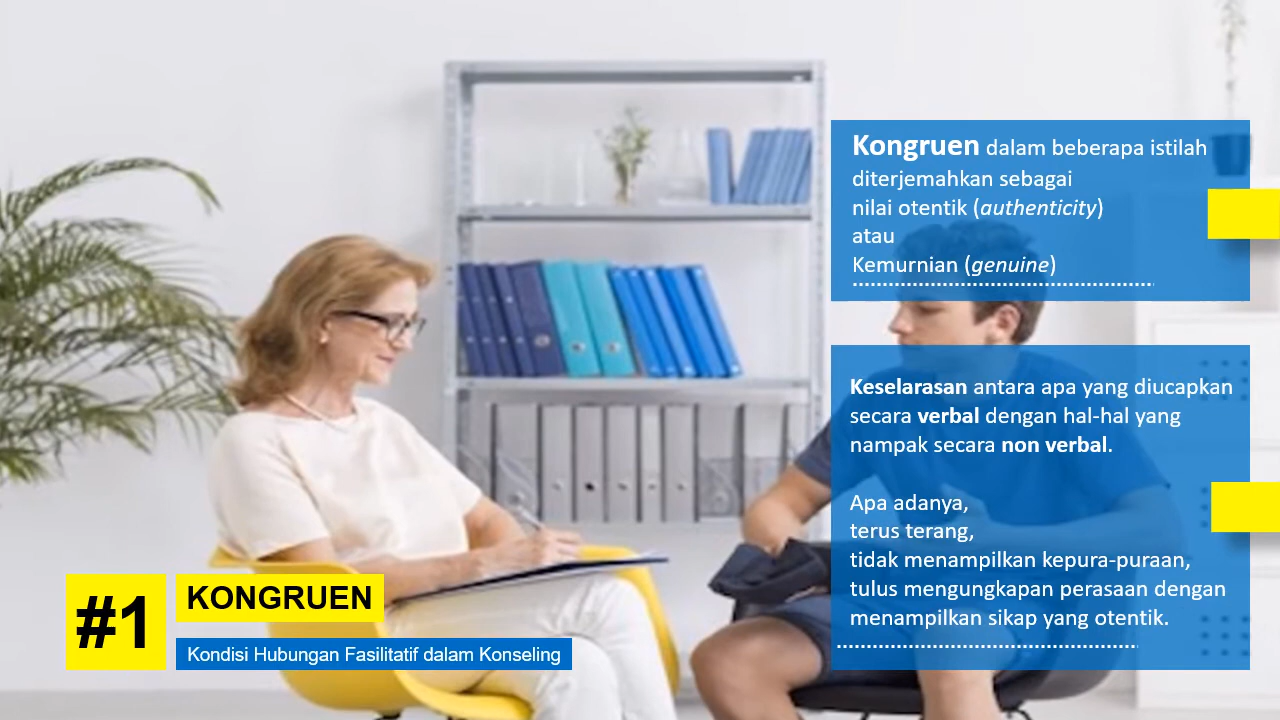 Kongruen dalam beberapa istilah
diterjemahkan sebagai
nilai otentik (authenticity)
atau
Kemurnian (genuine)
Keselarasan antara apa yang diucapkan
secara verbal dengan hal-hal yang
nampak secara non verbal.
Apa adanya,
terus terang,
tidak menampilkan kepura-puraan,
tulus mengungkapan perasaan dengan
menampilkan sikap yang otentik.
#1
KONGRUEN
Kondisi Hubungan Fasilitatif dalam Konseling